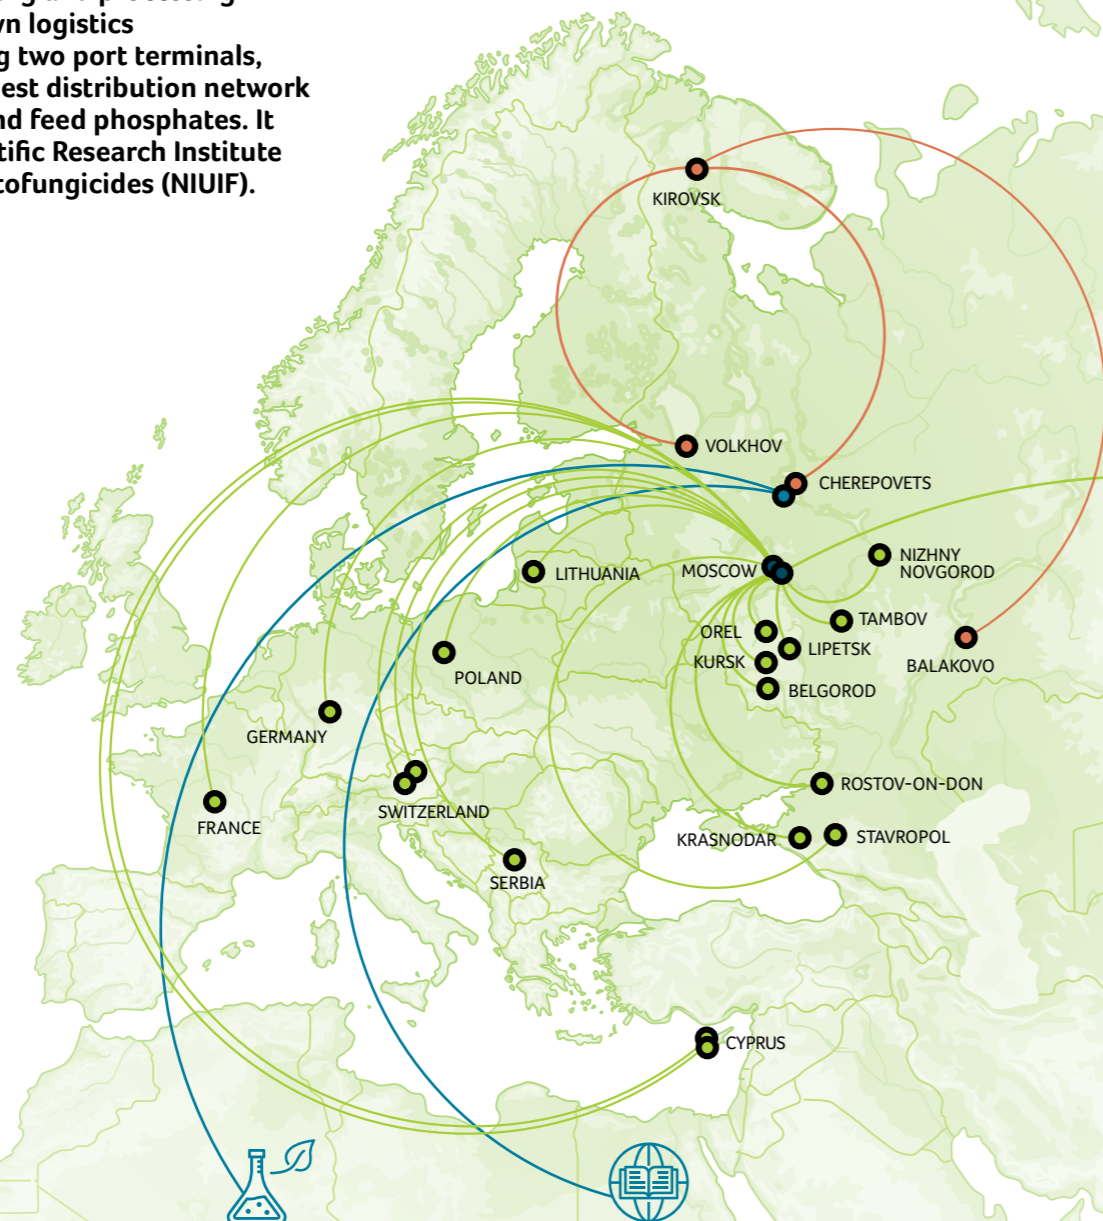 and processing
wn logistics
two port terminals,
est distribution network
nd feed phosphates. It
tific Research Institute
tofungicides (NIUIF).
KIROVSK
VOLKHOV
CHEREPOVETS
NIZHNY
NOVGOROD
MOSCOW
LITHUANIA
TAMBOV
OREL
LIPETSK
KURSK
BALAKOVO
POLAND
BELGOROD
GERMANY
ROSTOV-ON-DON
SWITZERLAND
FRANCE
KRASNODAR
STAVROPOL
SERBIA
CYPRUS